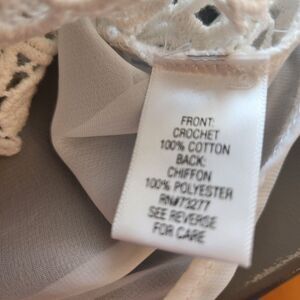 FRONT:
CROCHET
100% COTTON
BACK:
CHIFFON
100% POLYESTER
RN#73277
SEE REVERSE
FOR CARE